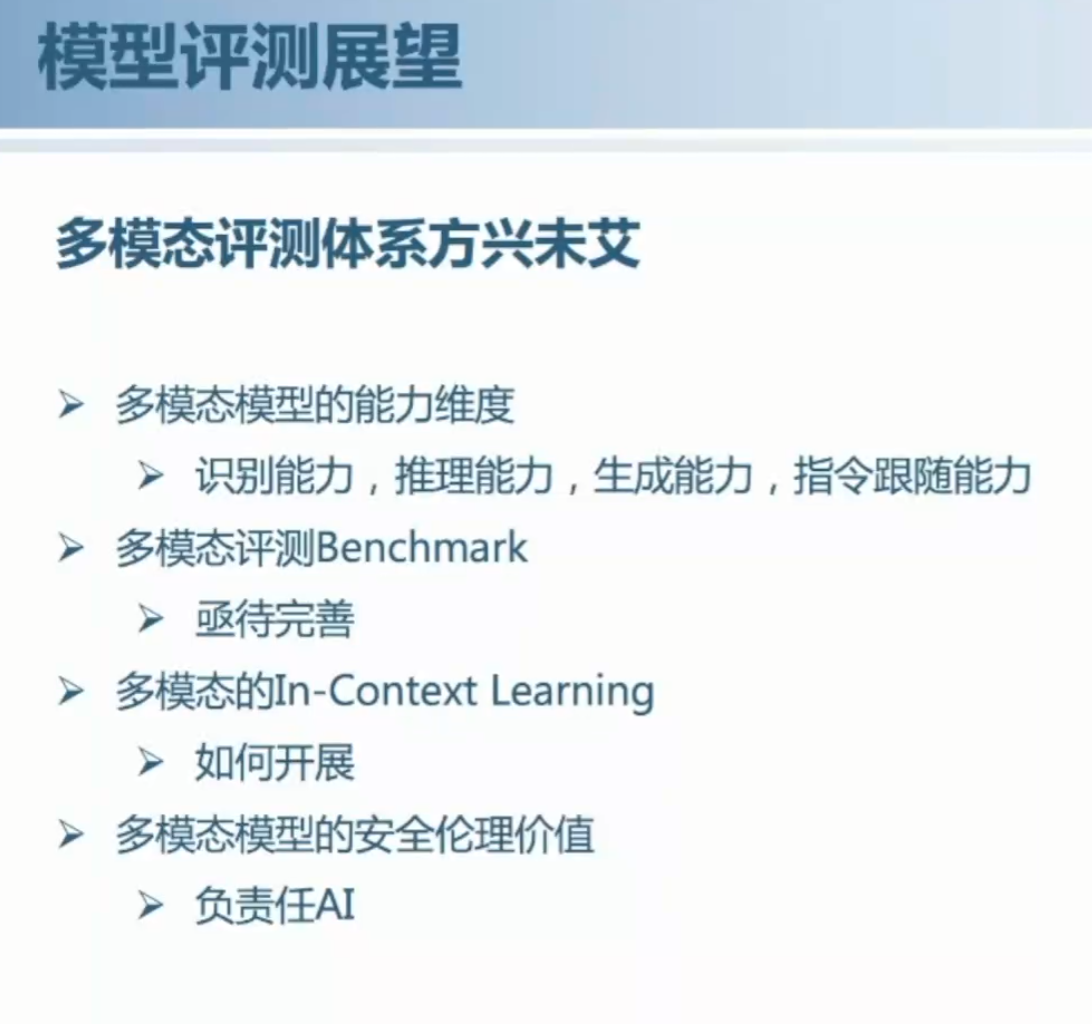 模型评测展望
多模态评测体系方兴未艾
➢ 多模态模型的能力维度
➢ 识别能力，推理能力，生成能力，指令跟随能力
➢ 多模态评测Benchmark
➢ 亟待完善
➢ 多模态的In-Context Learning
➢ 如何开展
➢ 多模态模型的安全伦理价值
➢ 负责任AI